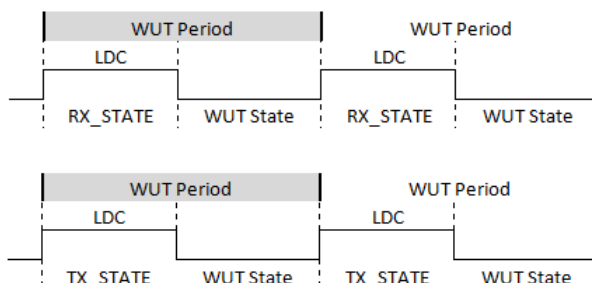 WUT Period WUT Period
LDC LDC
RX_STATE WUT State RX_STATE WUT State
WUT Period WUT Period
LDC LDC
TX_STATE WUT State TX_STATE WUT State